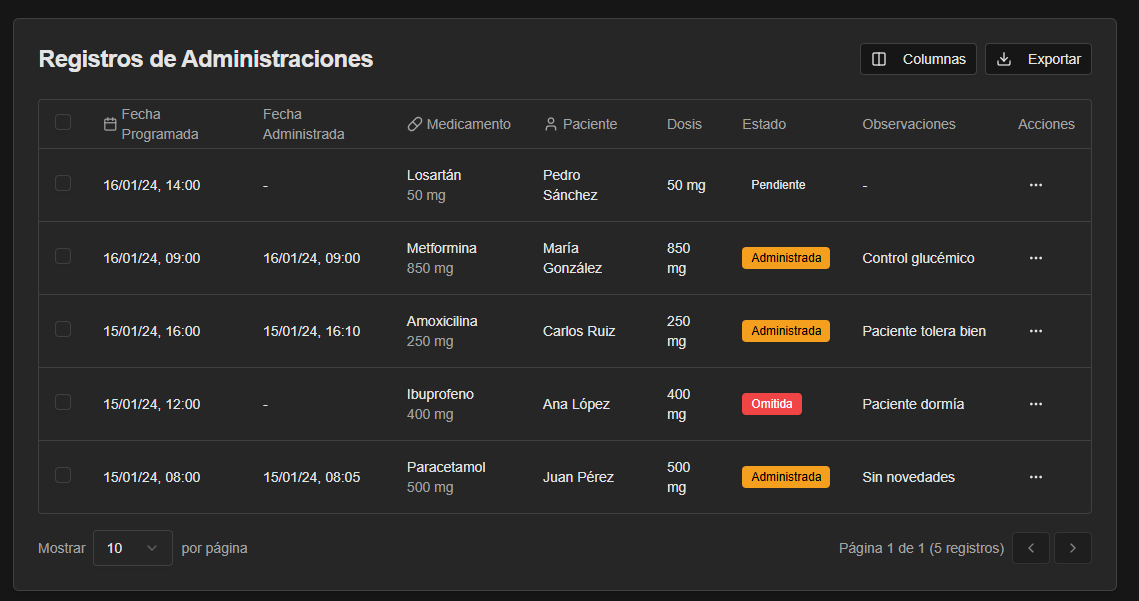 Registros de Administraciones
Columnas
Exportar
Fecha
Programada
Fecha
Administrada
Medicamento
Paciente
Dosis
Estado
Observaciones
Acciones
16/01/24, 14:00
-
Losartán
50 mg
Pedro
Sánchez
50 mg
Pendiente
-
16/01/24, 09:00
16/01/24, 09:00
Metformina
850 mg
María
González
850
mg
Administrada
Control glucémico
15/01/24, 16:00
15/01/24, 16:10
Amoxicilina
250 mg
Carlos Ruiz
250
mg
Administrada
Paciente tolera bien
15/01/24, 12:00
-
Ibuprofeno
400 mg
Ana López
400
mg
Omitida
Paciente dormía
15/01/24, 08:00
15/01/24, 08:05
Paracetamol
500 mg
Juan Pérez
500
mg
Administrada
Sin novedades
Mostrar
10
por página
Página 1 de 1 (5 registros)